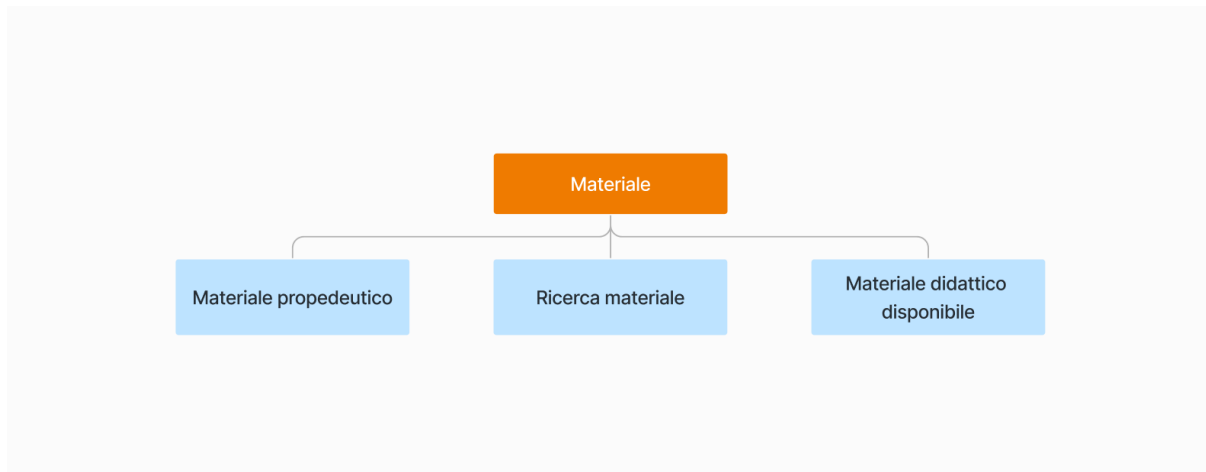 Materiale
Materiale propedeutico
Ricerca materiale
Materiale didattico
disponibile